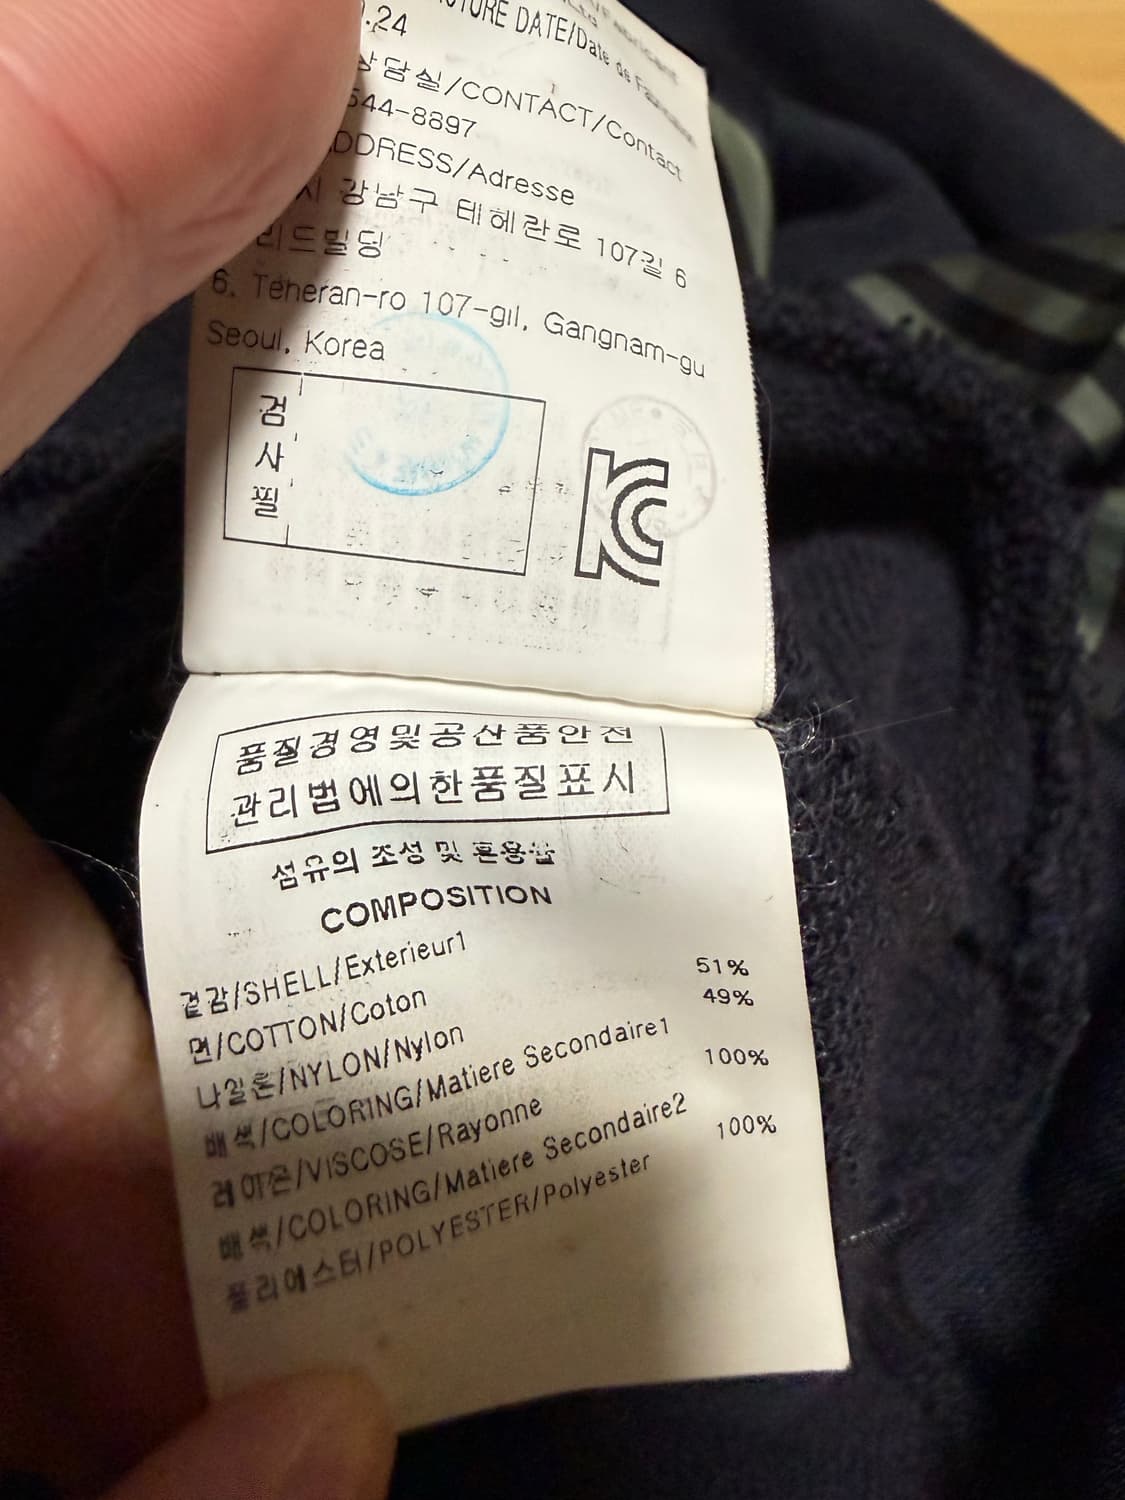 DATE/Date de
.24
상담실/CONTACT/Contact
544-8897
DDRESS/Adresse
강남구 테헤란로 107길 6
리드빌딩
6, Teheran-ro 107-gil, Gangnam-gu
Seoul, Korea
검
사
필
KC
품질경영및공산품안전
관리법에의한품질표시
섬유의 조성 및 혼용율
COMPOSITION
겉감/SHELL/Exterieur1
면/COTTON/Coton 51%
나일론/NYLON/Nylon 49%
배색/COLORING/Matiere Secondaire1
레이온/VISCOSE/Rayonne 100%
배색/COLORING/Matiere Secondaire2
폴리에스터/POLYESTER/Polyester 100%